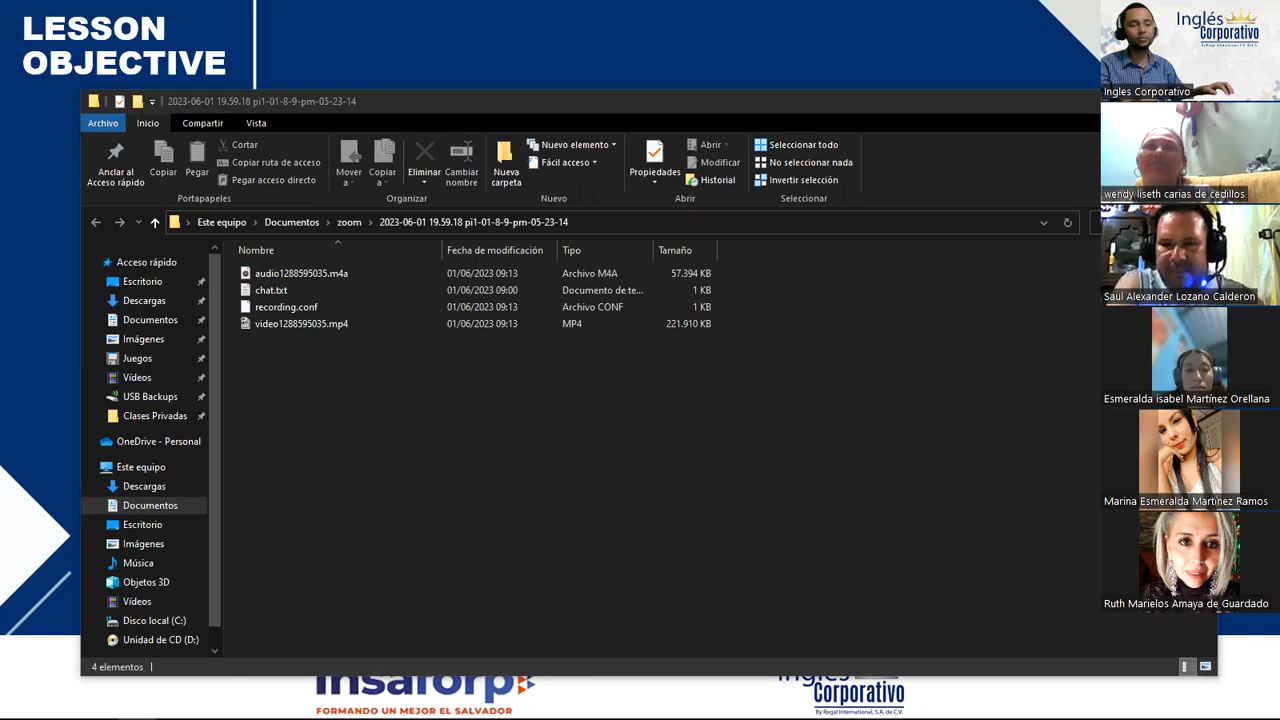 LESSON
OBJECTIVE
2023-06-01 19.59.18 pi1-01-8-9-pm-05-23-14
Archivo
Inicio
Compartir
Vista
Anclar al
Acceso rápido
Copiar
Pegar
Cortar
Copiar ruta de acceso
Pegar acceso directo
Portapapeles
Mover
a
Copiar
a
Eliminar
Cambiar
nombre
Organizar
Nueva
carpeta
Nuevo elemento
Fácil acceso
Nuevo
Propiedades
Abrir
Modificar
Historial
Abrir
Seleccionar todo
No seleccionar nada
Invertir selección
Seleccionar
Este equipo > Documentos > zoom > 2023-06-01 19.59.18 pi1-01-8-9-pm-05-23-14
Nombre Fecha de modificación Tipo Tamaño
audio1288595035.m4a 01/06/2023 09:13 Archivo M4A 57.394 KB
chat.txt 01/06/2023 09:00 Documento de te... 1 KB
recording.conf 01/06/2023 09:13 Archivo CONF 1 KB
video1288595035.mp4 01/06/2023 09:13 MP4 221.910 KB
Acceso rápido
Escritorio
Descargas
Documentos
Imágenes
Juegos
Vídeos
USB Backups
Clases Privadas
OneDrive - Personal
Este equipo
Descargas
Documentos
Escritorio
Imágenes
Música
Objetos 3D
Vídeos
Disco local (C:)
Unidad de CD (D:)
4 elementos
Inglés
Corporativo
Ingles Corporativo
wendy liseth carias de cedillos
Saul Alexander Lozano Calderon
Esmeralda isabel Martínez Orellana
Marina Esmeralda Martínez Ramos
Ruth Marielos Amaya de Guardado
insaforp
FORMANDO UN MEJOR EL SALVADOR
Inglés
Corporativo
By Regal International, S.A. de C.V.